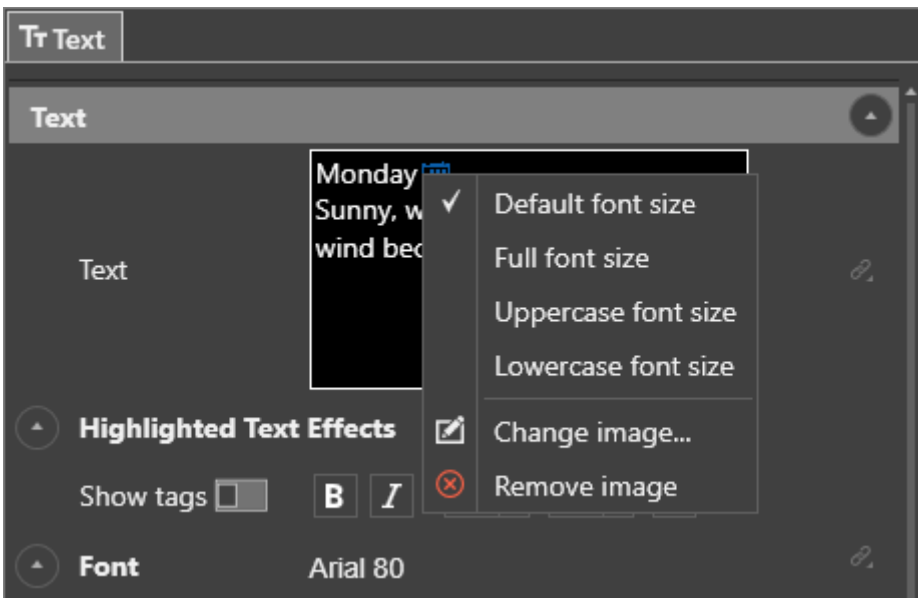 Tт Text
Text
Monday
Sunny, w
wind bec
Text
Default font size
Full font size
Uppercase font size
Lowercase font size
Change image...
Remove image
Highlighted Text Effects
Show tags
B I
Font
Arial 80